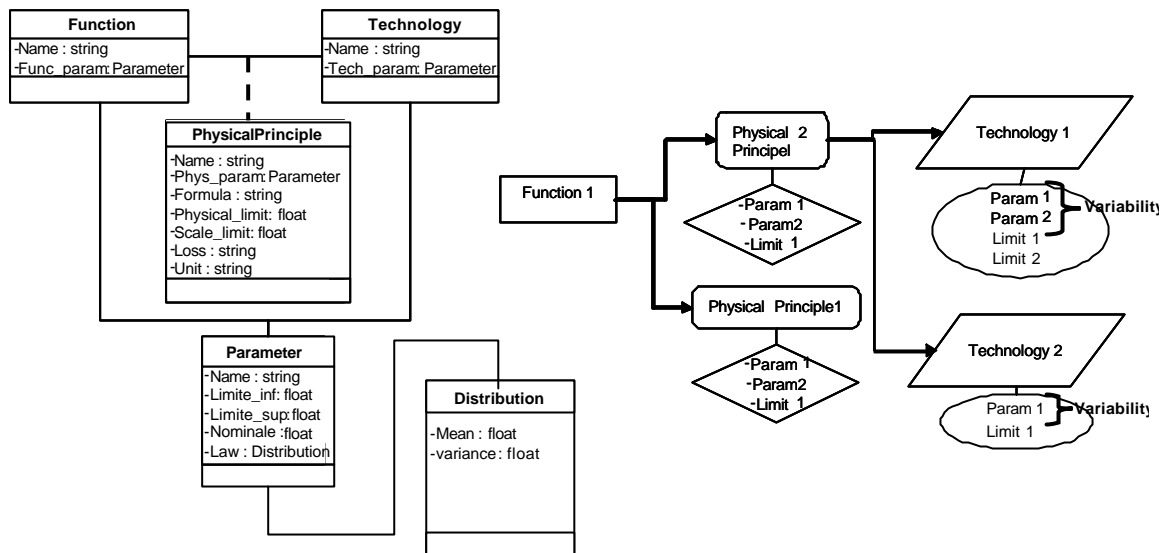 Function
-Name : string
-Func_param: Parameter
Technology
-Name : string
-Tech_param: Parameter
PhysicalPrinciple
-Name : string
-Phys_param: Parameter
-Formula : string
-Physical_limit: float
-Scale_limit: float
-Loss : string
-Unit : string
Parameter
-Name : string
-Limite_inf: float
-Limite_sup: float
-Nominale : float
-Law : Distribution
Distribution
-Mean : float
-variance : float
Function 1
Physical 2
Principel
-Param 1
-Param2
-Limit 1
Physical Principle1
-Param 1
-Param2
-Limit 1
Technology 1
Param 1
Param 2
Limit 1
Limit 2
Variability
Technology 2
Param 1
Limit 1
Variability